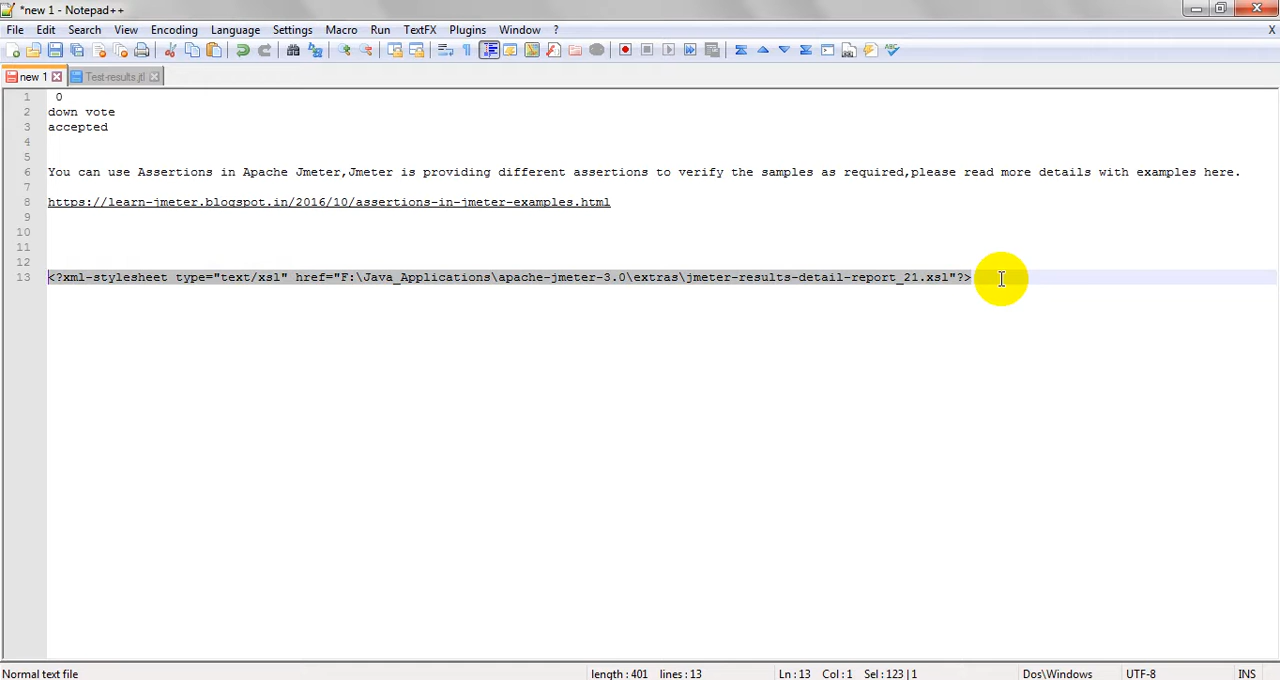 *new 1 - Notepad++
File Edit Search View Encoding Language Settings Macro Run TextFX Plugins Window ? X
new 1 Test-results.jtl
1 0
2 down vote
3 accepted
4
5
6 You can use Assertions in Apache Jmeter,Jmeter is providing different assertions to verify the samples as required,please read more details with examples here.
7
8 https://learn-jmeter.blogspot.in/2016/10/assertions-in-jmeter-examples.html
9
10
11
12
13 <?xml-stylesheet type="text/xsl" href="F:\Java_Applications\apache-jmeter-3.0\extras\jmeter-results-detail-report_21.xsl"?>
Normal text file length : 401 lines : 13 Ln : 13 Col : 1 Sel : 123 | 1 Dos\Windows UTF-8 INS